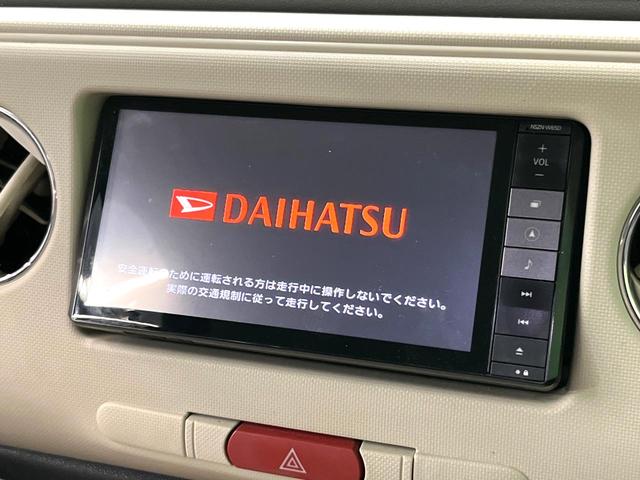 NSZN-W65D
+
VOL
-
DAIHATSU
安全運転のために運転される方は走行中に操作しないでください。
実際の交通規制に従って走行してください。